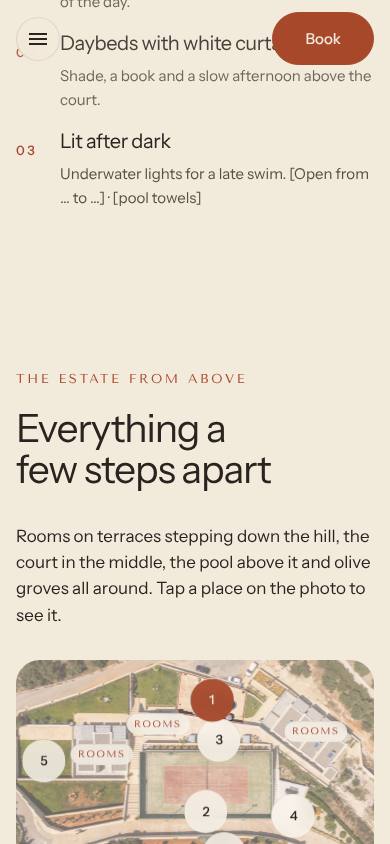 of the day.
Daybeds with white
Book
Shade, a book and a slow afternoon above the
court.
03
Lit after dark
Underwater lights for a late swim. [Open from
... to ...] · [pool towels]
THE ESTATE FROM ABOVE
Everything a
few steps apart
Rooms on terraces stepping down the hill, the
court in the middle, the pool above it and olive
groves all around. Tap a place on the photo to
see it.
1
ROOMS
ROOMS
3
ROOMS
5
2
4